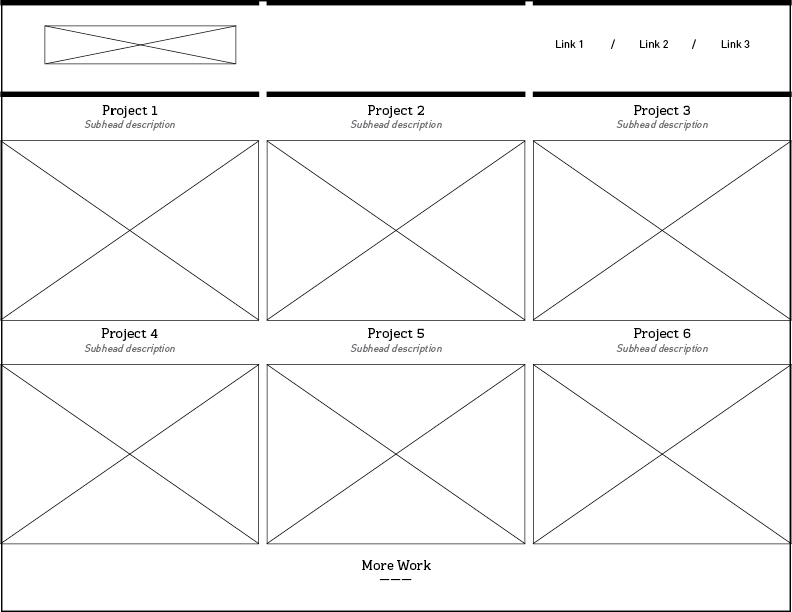 Link 1 / Link 2 / Link 3
Project 1
Subhead description
Project 2
Subhead description
Project 3
Subhead description
Project 4
Subhead description
Project 5
Subhead description
Project 6
Subhead description
More Work